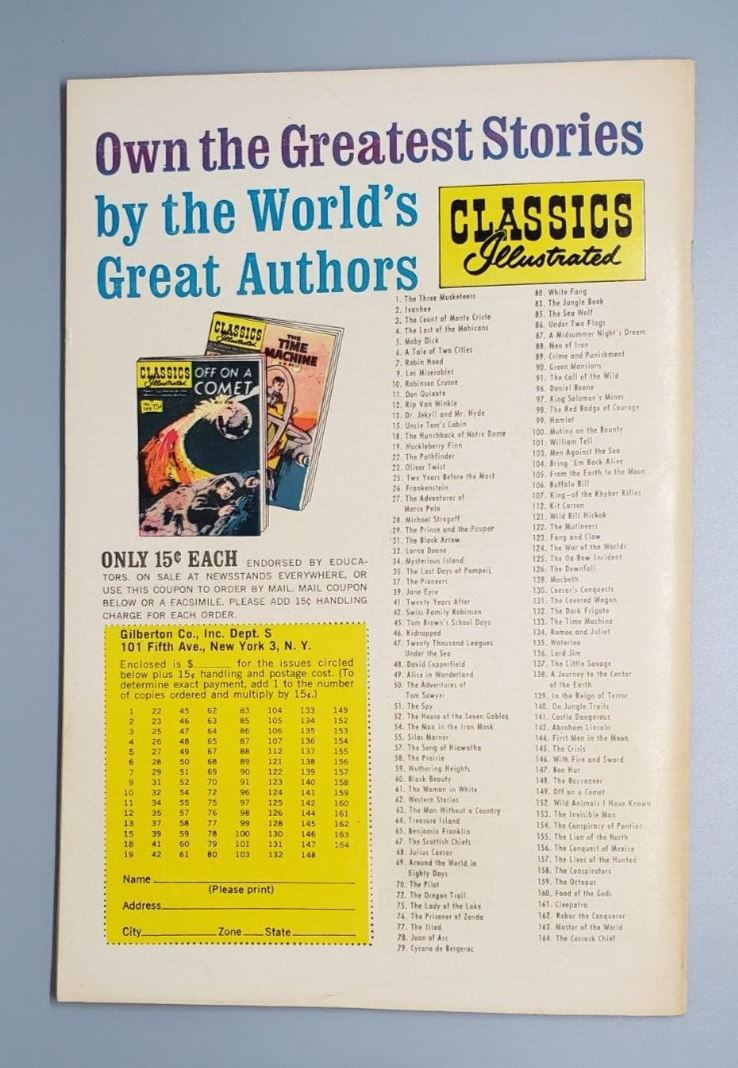 Own the Greatest Stories
by the World's
Great Authors
CLASSICS
Illustrated
CLASSICS
Illustrated
THE
TIME
MACHINE
CLASSICS
Illustrated
OFF ON A
COMET
15¢
ONLY 15¢ EACH ENDORSED BY EDUCA-
TORS. ON SALE AT NEWSSTANDS EVERYWHERE, OR
USE THIS COUPON TO ORDER BY MAIL. MAIL COUPON
BELOW OR A FACSIMILE. PLEASE ADD 15¢ HANDLING
CHARGE FOR EACH ORDER.
Gilberton Co., Inc. Dept. S
101 Fifth Ave., New York 3, N. Y.
Enclosed is $______ for the issues circled
below plus 15¢ handling and postage cost. (To
determine exact payment, add 1 to the number
of copies ordered and multiply by 15¢.)
1 22 45 62 83 104 133 149
2 23 46 63 85 105 134 152
3 25 47 64 86 106 135 153
4 26 48 65 87 107 136 154
5 27 49 67 88 112 137 155
6 28 50 68 89 121 138 156
7 29 51 69 90 122 139 157
9 31 52 70 91 123 140 158
10 32 54 72 96 124 141 159
11 34 55 75 97 125 142 160
12 35 57 76 98 126 144 161
13 37 58 77 99 128 145 162
15 39 59 78 100 130 146 163
18 41 60 79 101 131 147 164
19 42 61 80 103 132 148
Name
(Please print)
Address
City Zone State
1. The Three Musketeers
2. Ivanhoe
3. The Count of Monte Cristo
4. The Last of the Mohicans
5. Moby Dick
6. A Tale of Two Cities
7. Robin Hood
9. Les Miserables
10. Robinson Crusoe
11. Don Quixote
12. Rip Van Winkle
13. Dr. Jekyll and Mr. Hyde
15. Uncle Tom's Cabin
18. The Hunchback of Notre Dame
19. Huckleberry Finn
22. The Pathfinder
23. Oliver Twist
25. Two Years Before the Mast
26. Frankenstein
27. The Adventures of
Marco Polo
28. Michael Strogoff
29. The Prince and the Pauper
31. The Black Arrow
32. Lorna Doone
34. Mysterious Island
35. The Last Days of Pompeii
37. The Pioneers
39. Jane Eyre
41. Twenty Years After
42. Swiss Family Robinson
45. Tom Brown's School Days
46. Kidnapped
47. Twenty Thousand Leagues
Under the Sea
48. David Copperfield
49. Alice in Wonderland
50. The Adventures of
Tom Sawyer
51. The Spy
52. The House of the Seven Gables
54. The Man in the Iron Mask
55. Silas Marner
57. The Song of Hiawatha
58. The Prairie
59. Wuthering Heights
60. Black Beauty
61. The Woman in White
62. Western Stories
63. The Man Without a Country
64. Treasure Island
65. Benjamin Franklin
67. The Scottish Chiefs
68. Julius Caesar
69. Around the World in
Eighty Days
70. The Pilot
72. The Oregon Trail
75. The Lady of the Lake
76. The Prisoner of Zenda
77. The Iliad
78. Joan of Arc
79. Cyrano de Bergerac
80. White Fang
83. The Jungle Book
85. The Sea Wolf
86. Under Two Flags
87. A Midsummer Night's Dream
88. Men of Iron
89. Crime and Punishment
90. Green Mansions
91. The Call of the Wild
96. Daniel Boone
97. King Solomon's Mines
98. The Red Badge of Courage
99. Hamlet
100. Mutiny on the Bounty
101. William Tell
103. Men Against the Sea
104. Bring 'Em Back Alive
105. From the Earth to the Moon
106. Buffalo Bill
107. King—of the Khyber Rifles
112. Kit Carson
121. Wild Bill Hickok
122. The Mutineers
123. Fang and Claw
124. The War of the Worlds
125. The Ox-Bow Incident
126. The Downfall
128. Macbeth
130. Caesar's Conquests
131. The Covered Wagon
132. The Dark Frigate
133. The Time Machine
134. Romeo and Juliet
135. Waterloo
136. Lord Jim
137. The Little Savage
138. A Journey to the Center
of the Earth
139. In the Reign of Terror
140. On Jungle Trails
141. Castle Dangerous
142. Abraham Lincoln
144. First Men in the Moon
145. The Crisis
146. With Fire and Sword
147. Ben Hur
148. The Buccaneer
149. Off on a Comet
152. Wild Animals I Have Known
153. The Invisible Man
154. The Conspiracy of Pontiac
155. The Lion of the North
156. The Conquest of Mexico
157. The Lives of the Hunted
158. The Conspirators
159. The Octopus
160. Food of the Gods
161. Cleopatra
162. Robur the Conqueror
163. Master of the World
164. The Cossack Chief